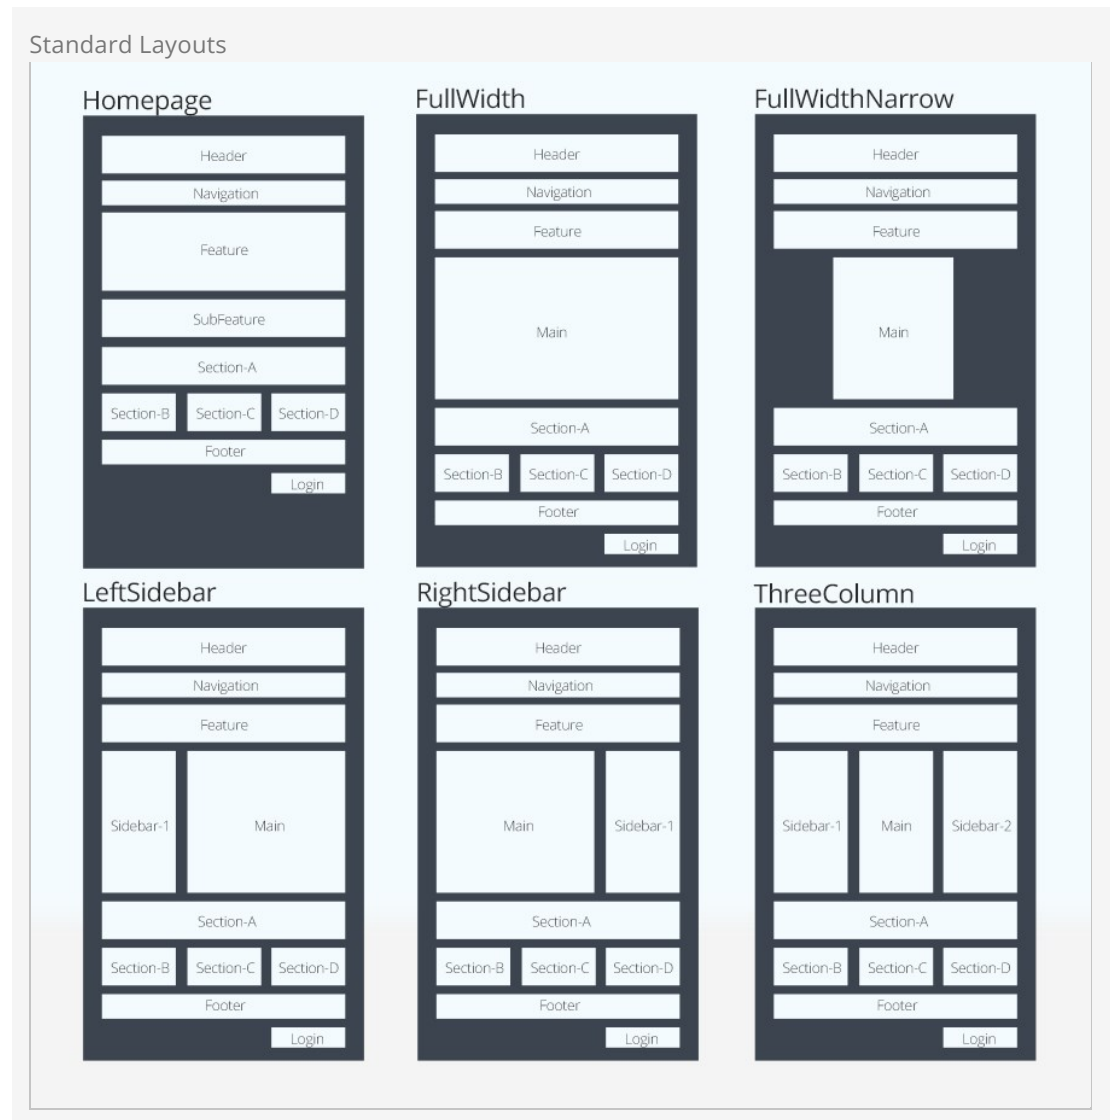 Standard Layouts
Homepage
Header
Navigation
Feature
SubFeature
Section-A
Section-B Section-C Section-D
Footer
Login
FullWidth
Header
Navigation
Feature
Main
Section-A
Section-B Section-C Section-D
Footer
Login
FullWidthNarrow
Header
Navigation
Feature
Main
Section-A
Section-B Section-C Section-D
Footer
Login
LeftSidebar
Header
Navigation
Feature
Sidebar-1 Main
Section-A
Section-B Section-C Section-D
Footer
Login
RightSidebar
Header
Navigation
Feature
Main Sidebar-1
Section-A
Section-B Section-C Section-D
Footer
Login
ThreeColumn
Header
Navigation
Feature
Sidebar-1 Main Sidebar-2
Section-A
Section-B Section-C Section-D
Footer
Login